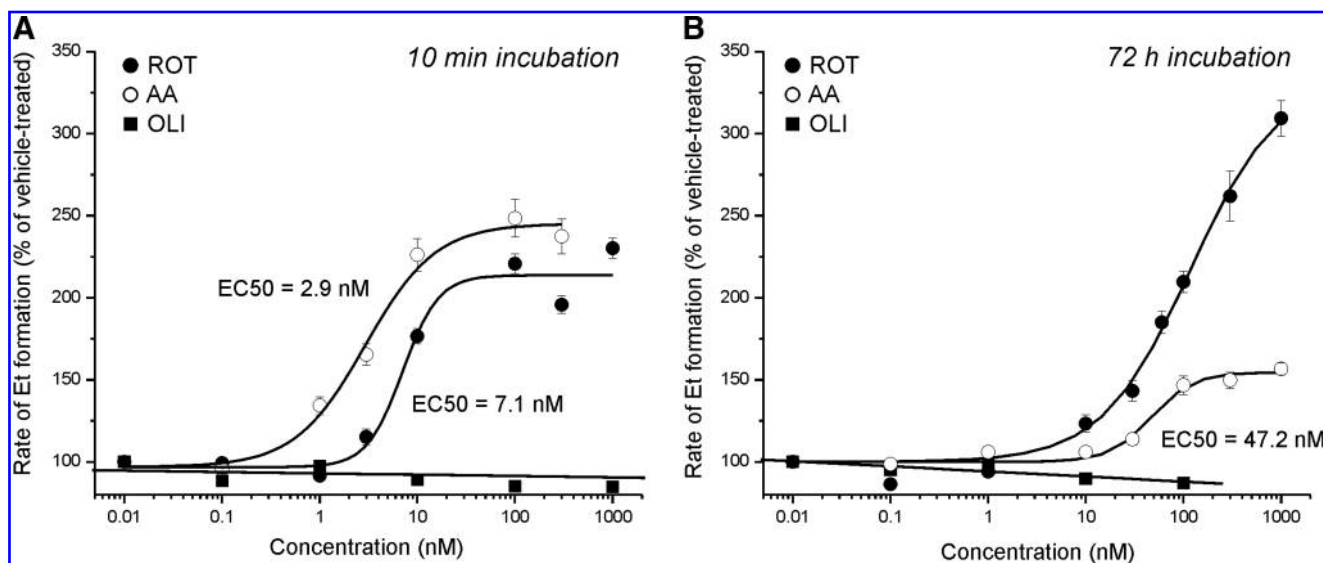 A
350
300
250
200
150
100
Rate of Et formation (% of vehicle-treated)
ROT
AA
OLI
10 min incubation
EC50 = 2.9 nM
EC50 = 7.1 nM
0.01 0.1 1 10 100 1000
Concentration (nM)
B
350
300
250
200
150
100
Rate of Et formation (% of vehicle-treated)
ROT
AA
OLI
72 h incubation
EC50 = 47.2 nM
0.01 0.1 1 10 100 1000
Concentration (nM)